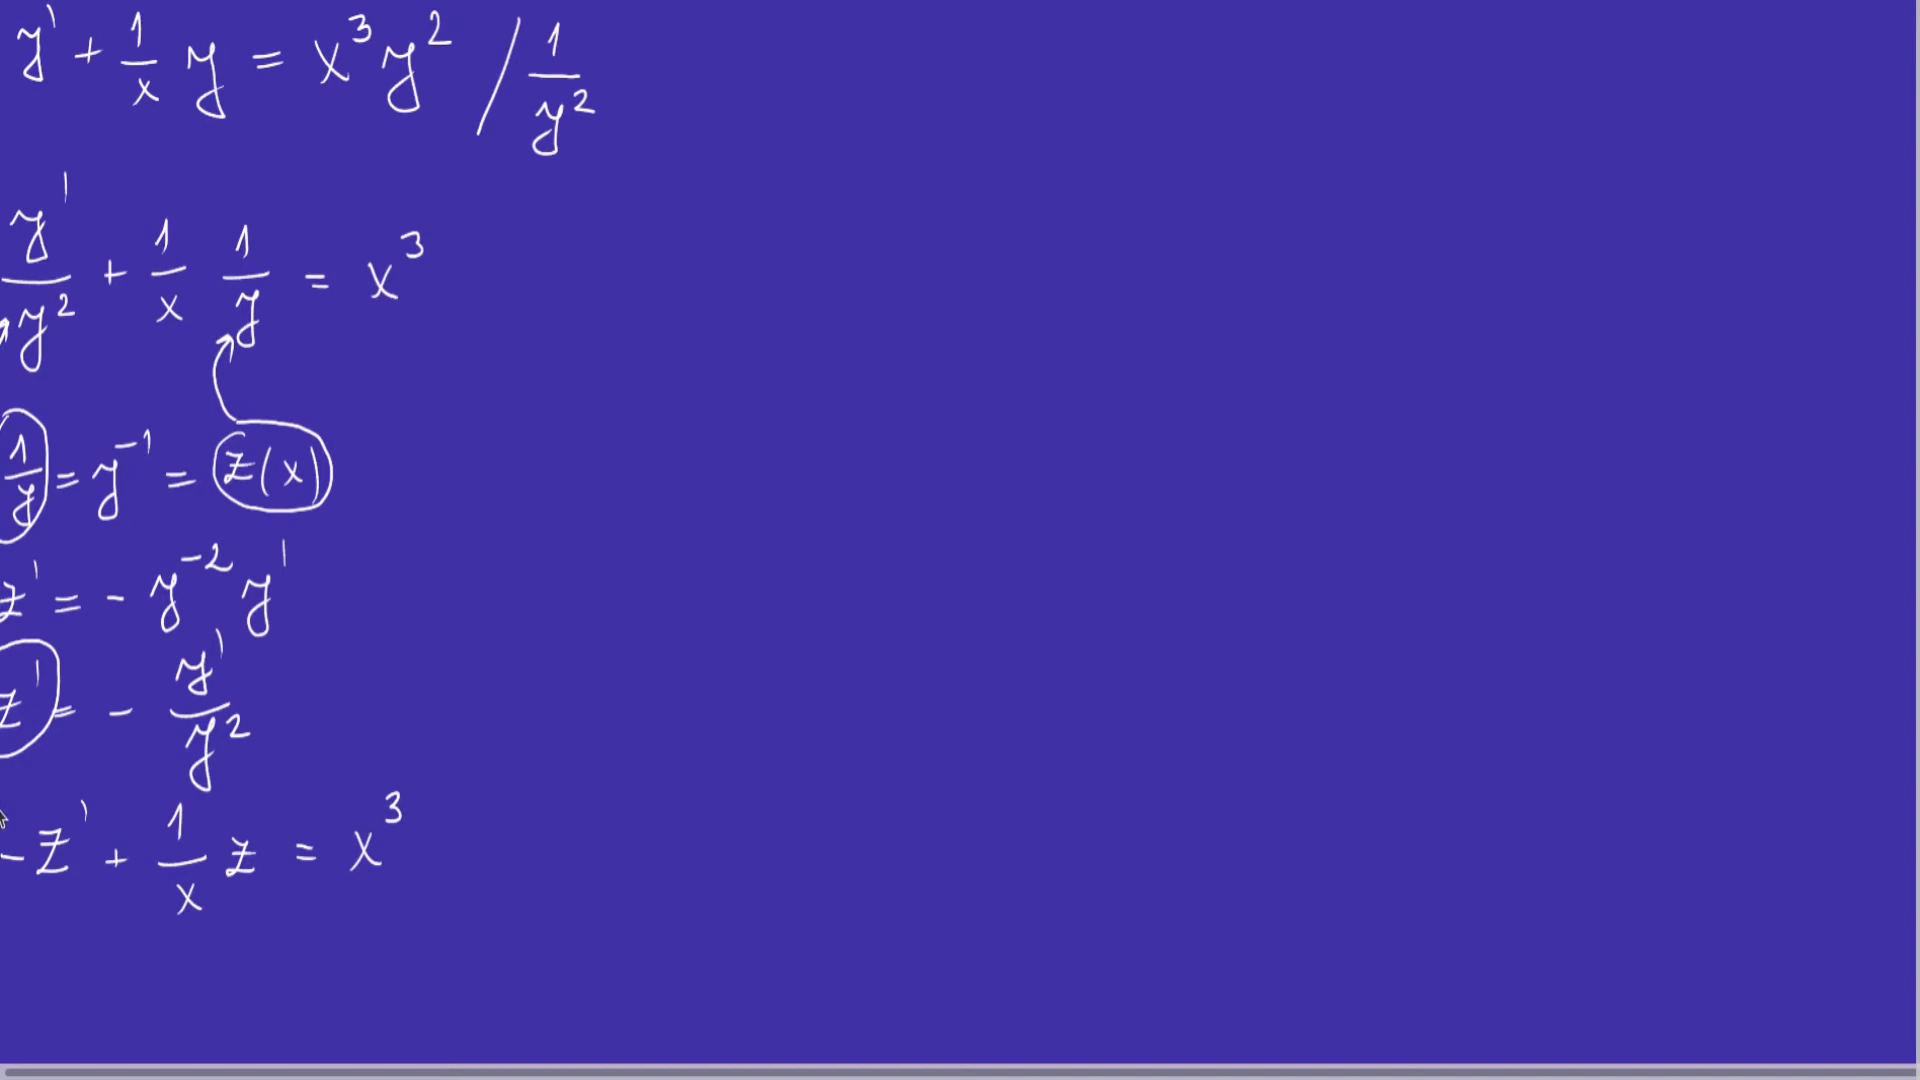 y' + 1/x y = x³y² / 1/y²
y'/y² + 1/x 1/y = x³
1/y = y⁻¹ = z(x)
z' = - y⁻² y'
z' = - y'/y²
-z' + 1/x z = x³